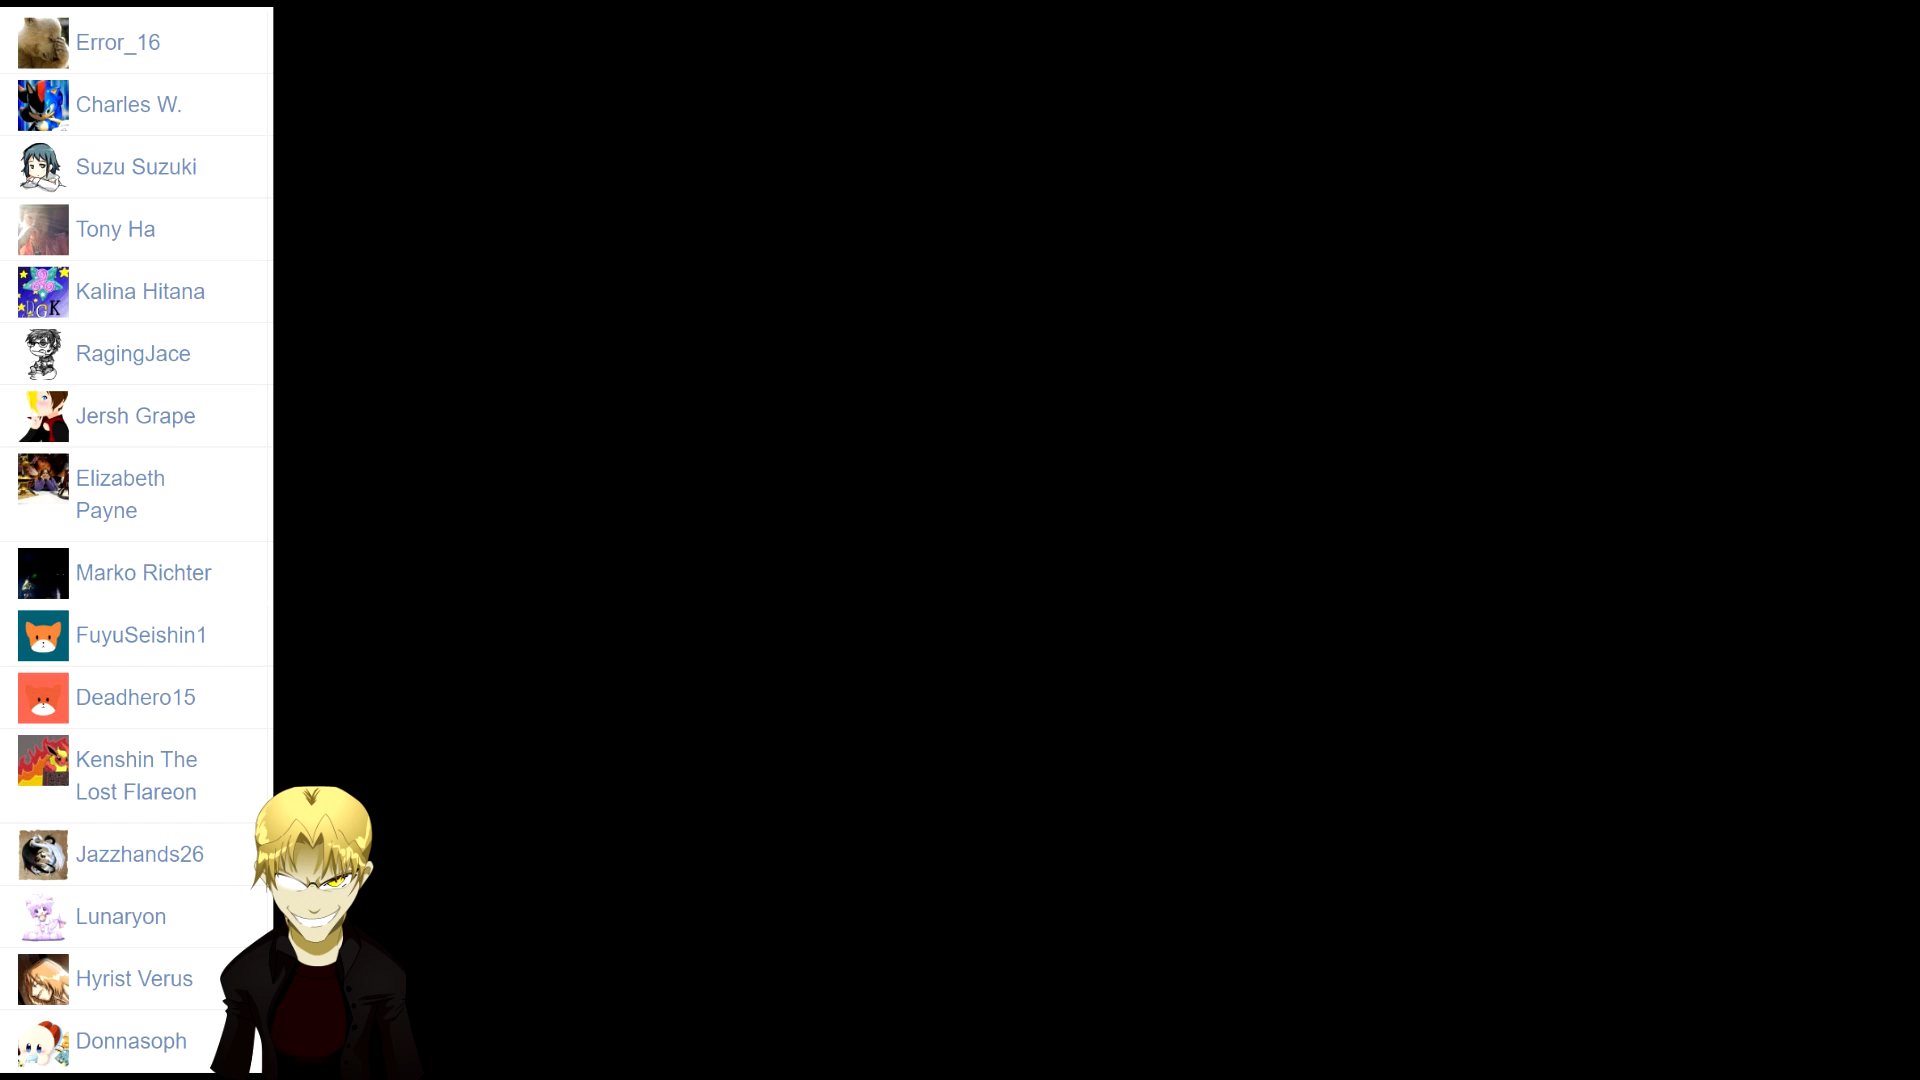 Error_16
Charles W.
Suzu Suzuki
Tony Ha
Kalina Hitana
DGK
RagingJace
Jersh Grape
Elizabeth
Payne
Marko Richter
FuyuSeishin1
Deadhero15
Kenshin The
Lost Flareon
Jazzhands26
Lunaryon
Hyrist Verus
Donnasoph